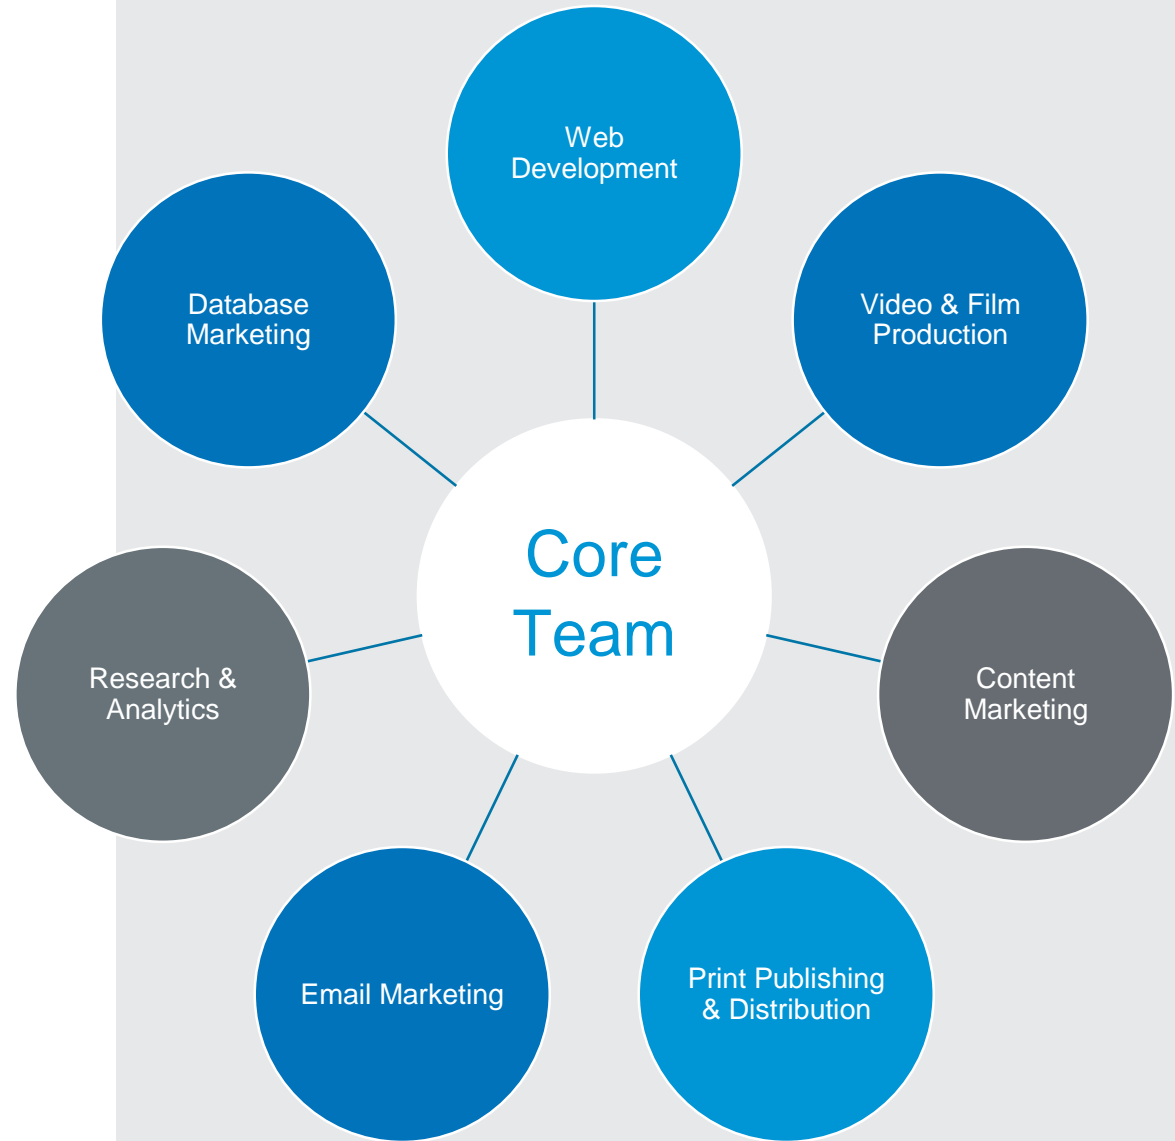 Web
Development
Database
Marketing
Video & Film
Production
Core
Team
Research &
Analytics
Content
Marketing
Email Marketing
Print Publishing
& Distribution